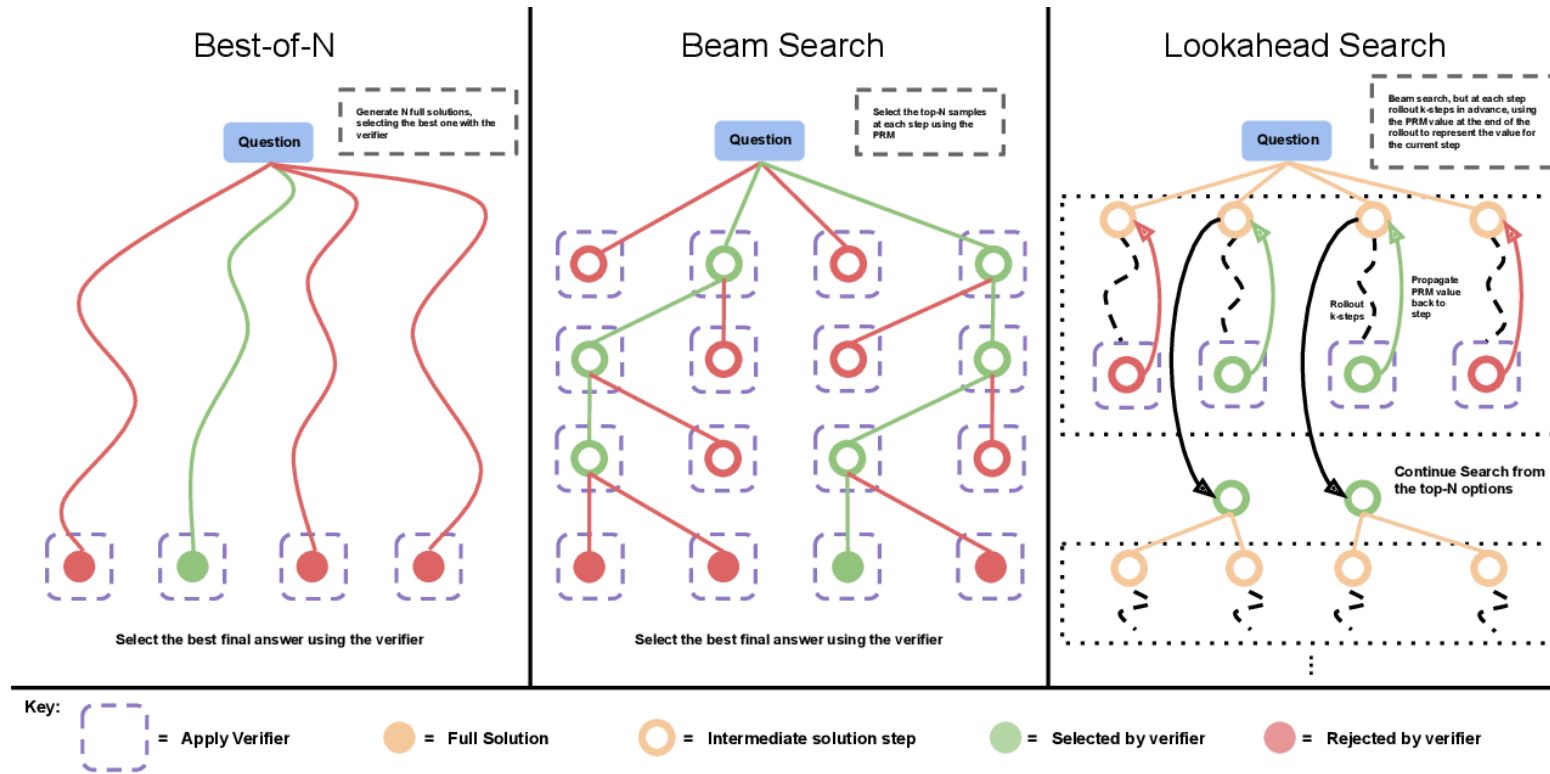 Best-of-N
Generate N full solutions,
selecting the best one with the
verifier
Question
Select the best final answer using the verifier
Beam Search
Select the top-N samples
at each step using the
PRM
Question
Select the best final answer using the verifier
Lookahead Search
Beam search, but at each step
rollout k-steps in advance, using
the PRM value at the end of the
rollout to represent the value for
the current step
Question
Rollout
k-steps
Propagate
PRM value
back to
step
Continue Search from
the top-N options
Key:
= Apply Verifier
= Full Solution
= Intermediate solution step
= Selected by verifier
= Rejected by verifier